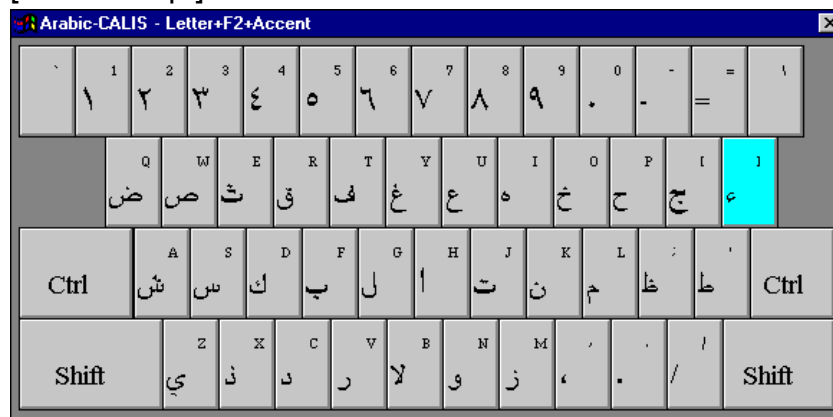 Arabic-CALIS - Letter+F2+Accent
` 1 2 3 4 5 6 7 8 9 0 - = \
١ ٢ ٣ ٤ ٥ ٦ ٧ ٨ ٩ ٠ - =
Q W E R T Y U I O P [ ]
ض ص ث ق ف غ ع ه خ ح ج ء
A S D F G H J K L ; '
Ctrl ش س ك ب ل ا ت ن م ظ ط Ctrl
Z X C V B N M , . /
Shift ي ذ د ر لا و ز ، . / Shift